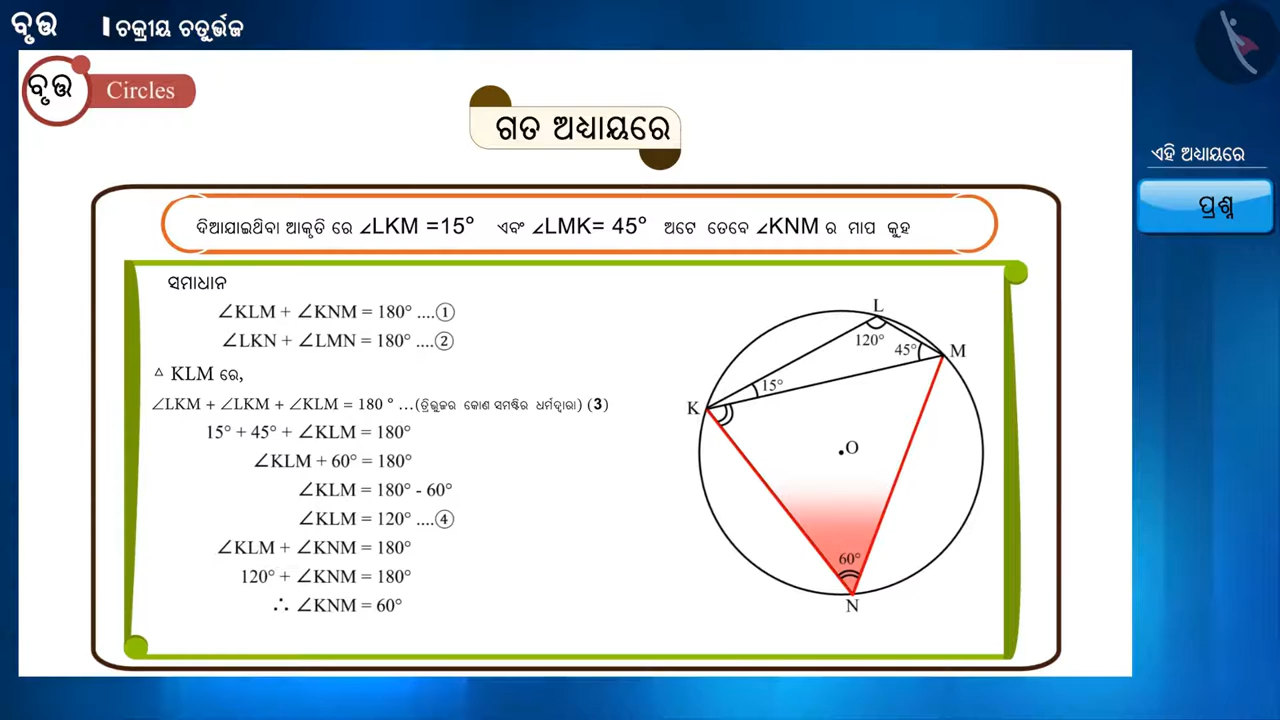 ବୃତ୍ତ
ଚକ୍ରୀୟ ଚତୁର୍ଭୁଜ
ବୃତ୍ତ Circles
ଗତ ଅଧ୍ୟାୟରେ
ଏହି ଅଧ୍ୟାୟରେ
ପ୍ରଶ୍ନ
ଦିଆଯାଇଥିବା ଆକୃତି ରେ ∠LKM =15° ଏବଂ ∠LMK= 45° ଅଟେ ତେବେ ∠KNM ର ମାପ କୁହ
ସମାଧାନ
∠KLM + ∠KNM = 180° ....①
∠LKN + ∠LMN = 180° ....②
△ KLM ରେ,
∠LKM + ∠LKM + ∠KLM = 180 ° ...(ତ୍ରିଭୁଜର କୋଣ ସମଷ୍ଟିର ଧର୍ମଦ୍ୱାରା) (3)
15° + 45° + ∠KLM = 180°
∠KLM + 60° = 180°
∠KLM = 180° - 60°
∠KLM = 120° ....④
∠KLM + ∠KNM = 180°
120° + ∠KNM = 180°
∴ ∠KNM = 60°
L
120°
45°
M
15°
K
O
60°
N